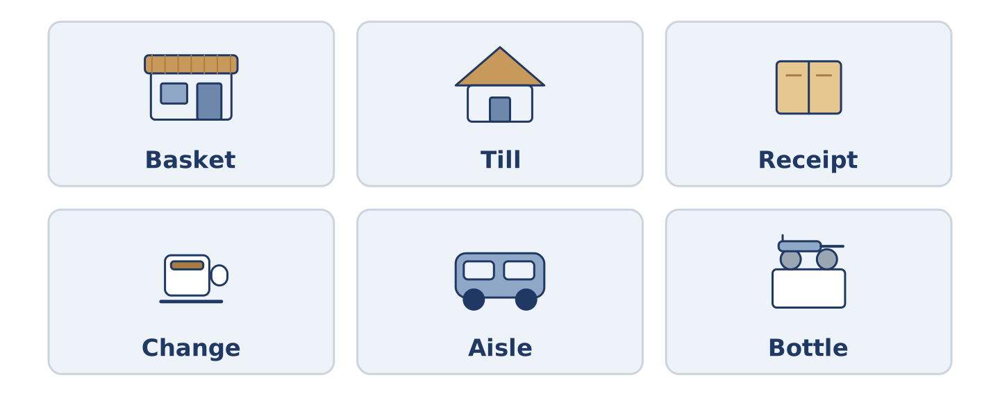 Basket
Till
Receipt
Change
Aisle
Bottle